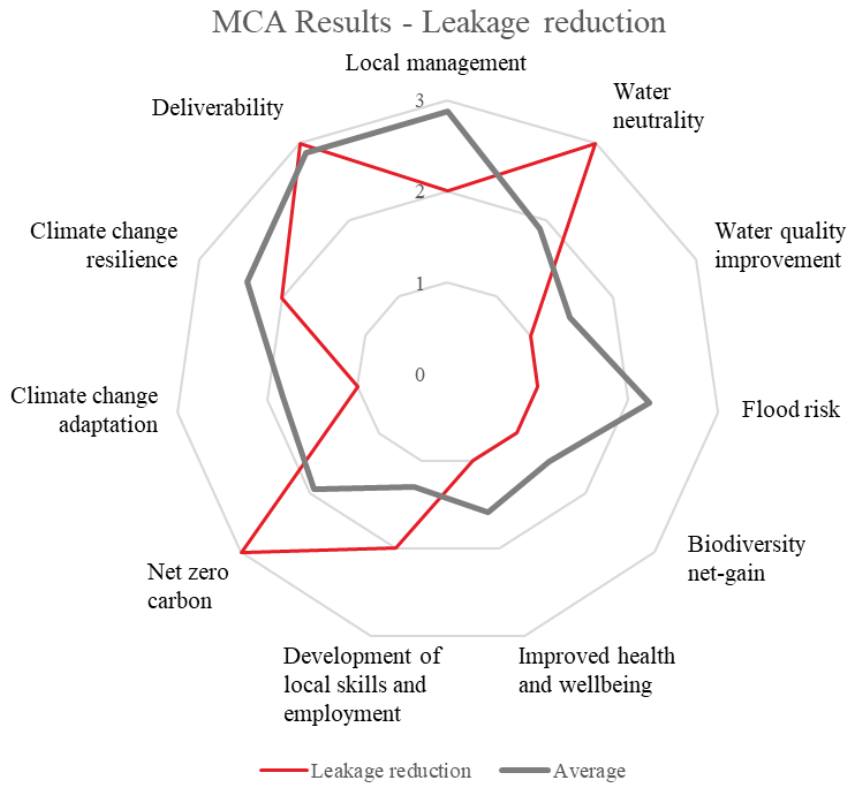 MCA Results - Leakage reduction
Local management
Water
neutrality
Water quality
improvement
Flood risk
Biodiversity
net-gain
Improved health
and wellbeing
Development of
local skills and
employment
Net zero
carbon
Climate change
adaptation
Climate change
resilience
Deliverability
3
2
1
0
Leakage reduction
Average